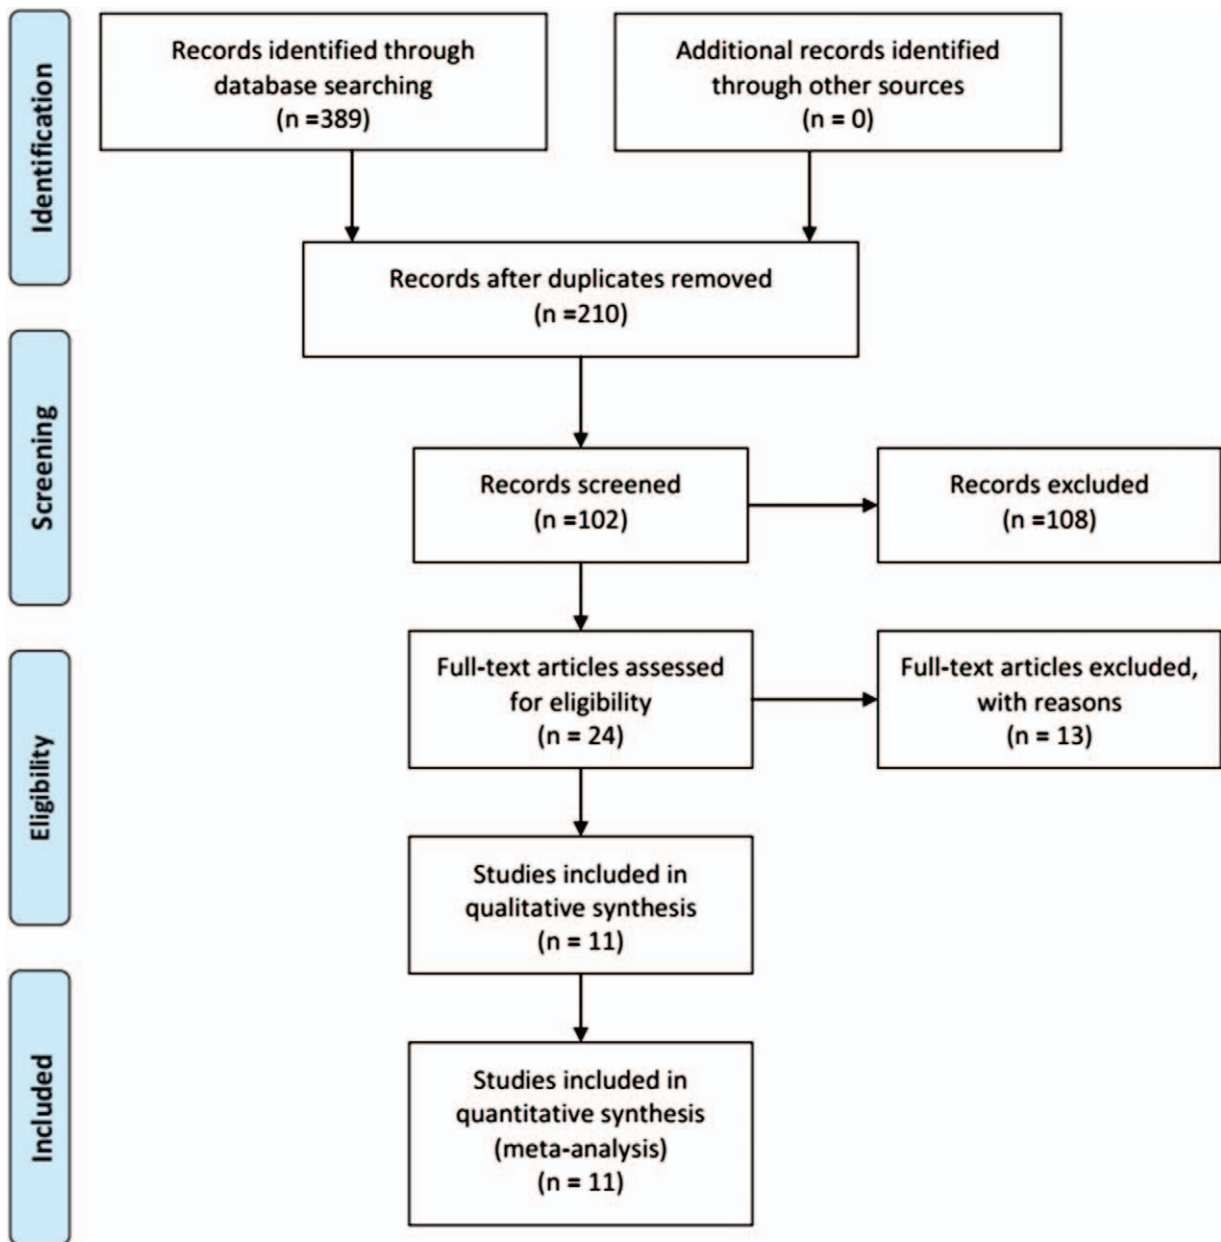 Identification
Records identified through
database searching
(n =389)
Additional records identified
through other sources
(n = 0)
Records after duplicates removed
(n =210)
Screening
Records screened
(n =102)
Records excluded
(n =108)
Eligibility
Full-text articles assessed
for eligibility
(n = 24)
Full-text articles excluded,
with reasons
(n = 13)
Studies included in
qualitative synthesis
(n = 11)
Included
Studies included in
quantitative synthesis
(meta-analysis)
(n = 11)